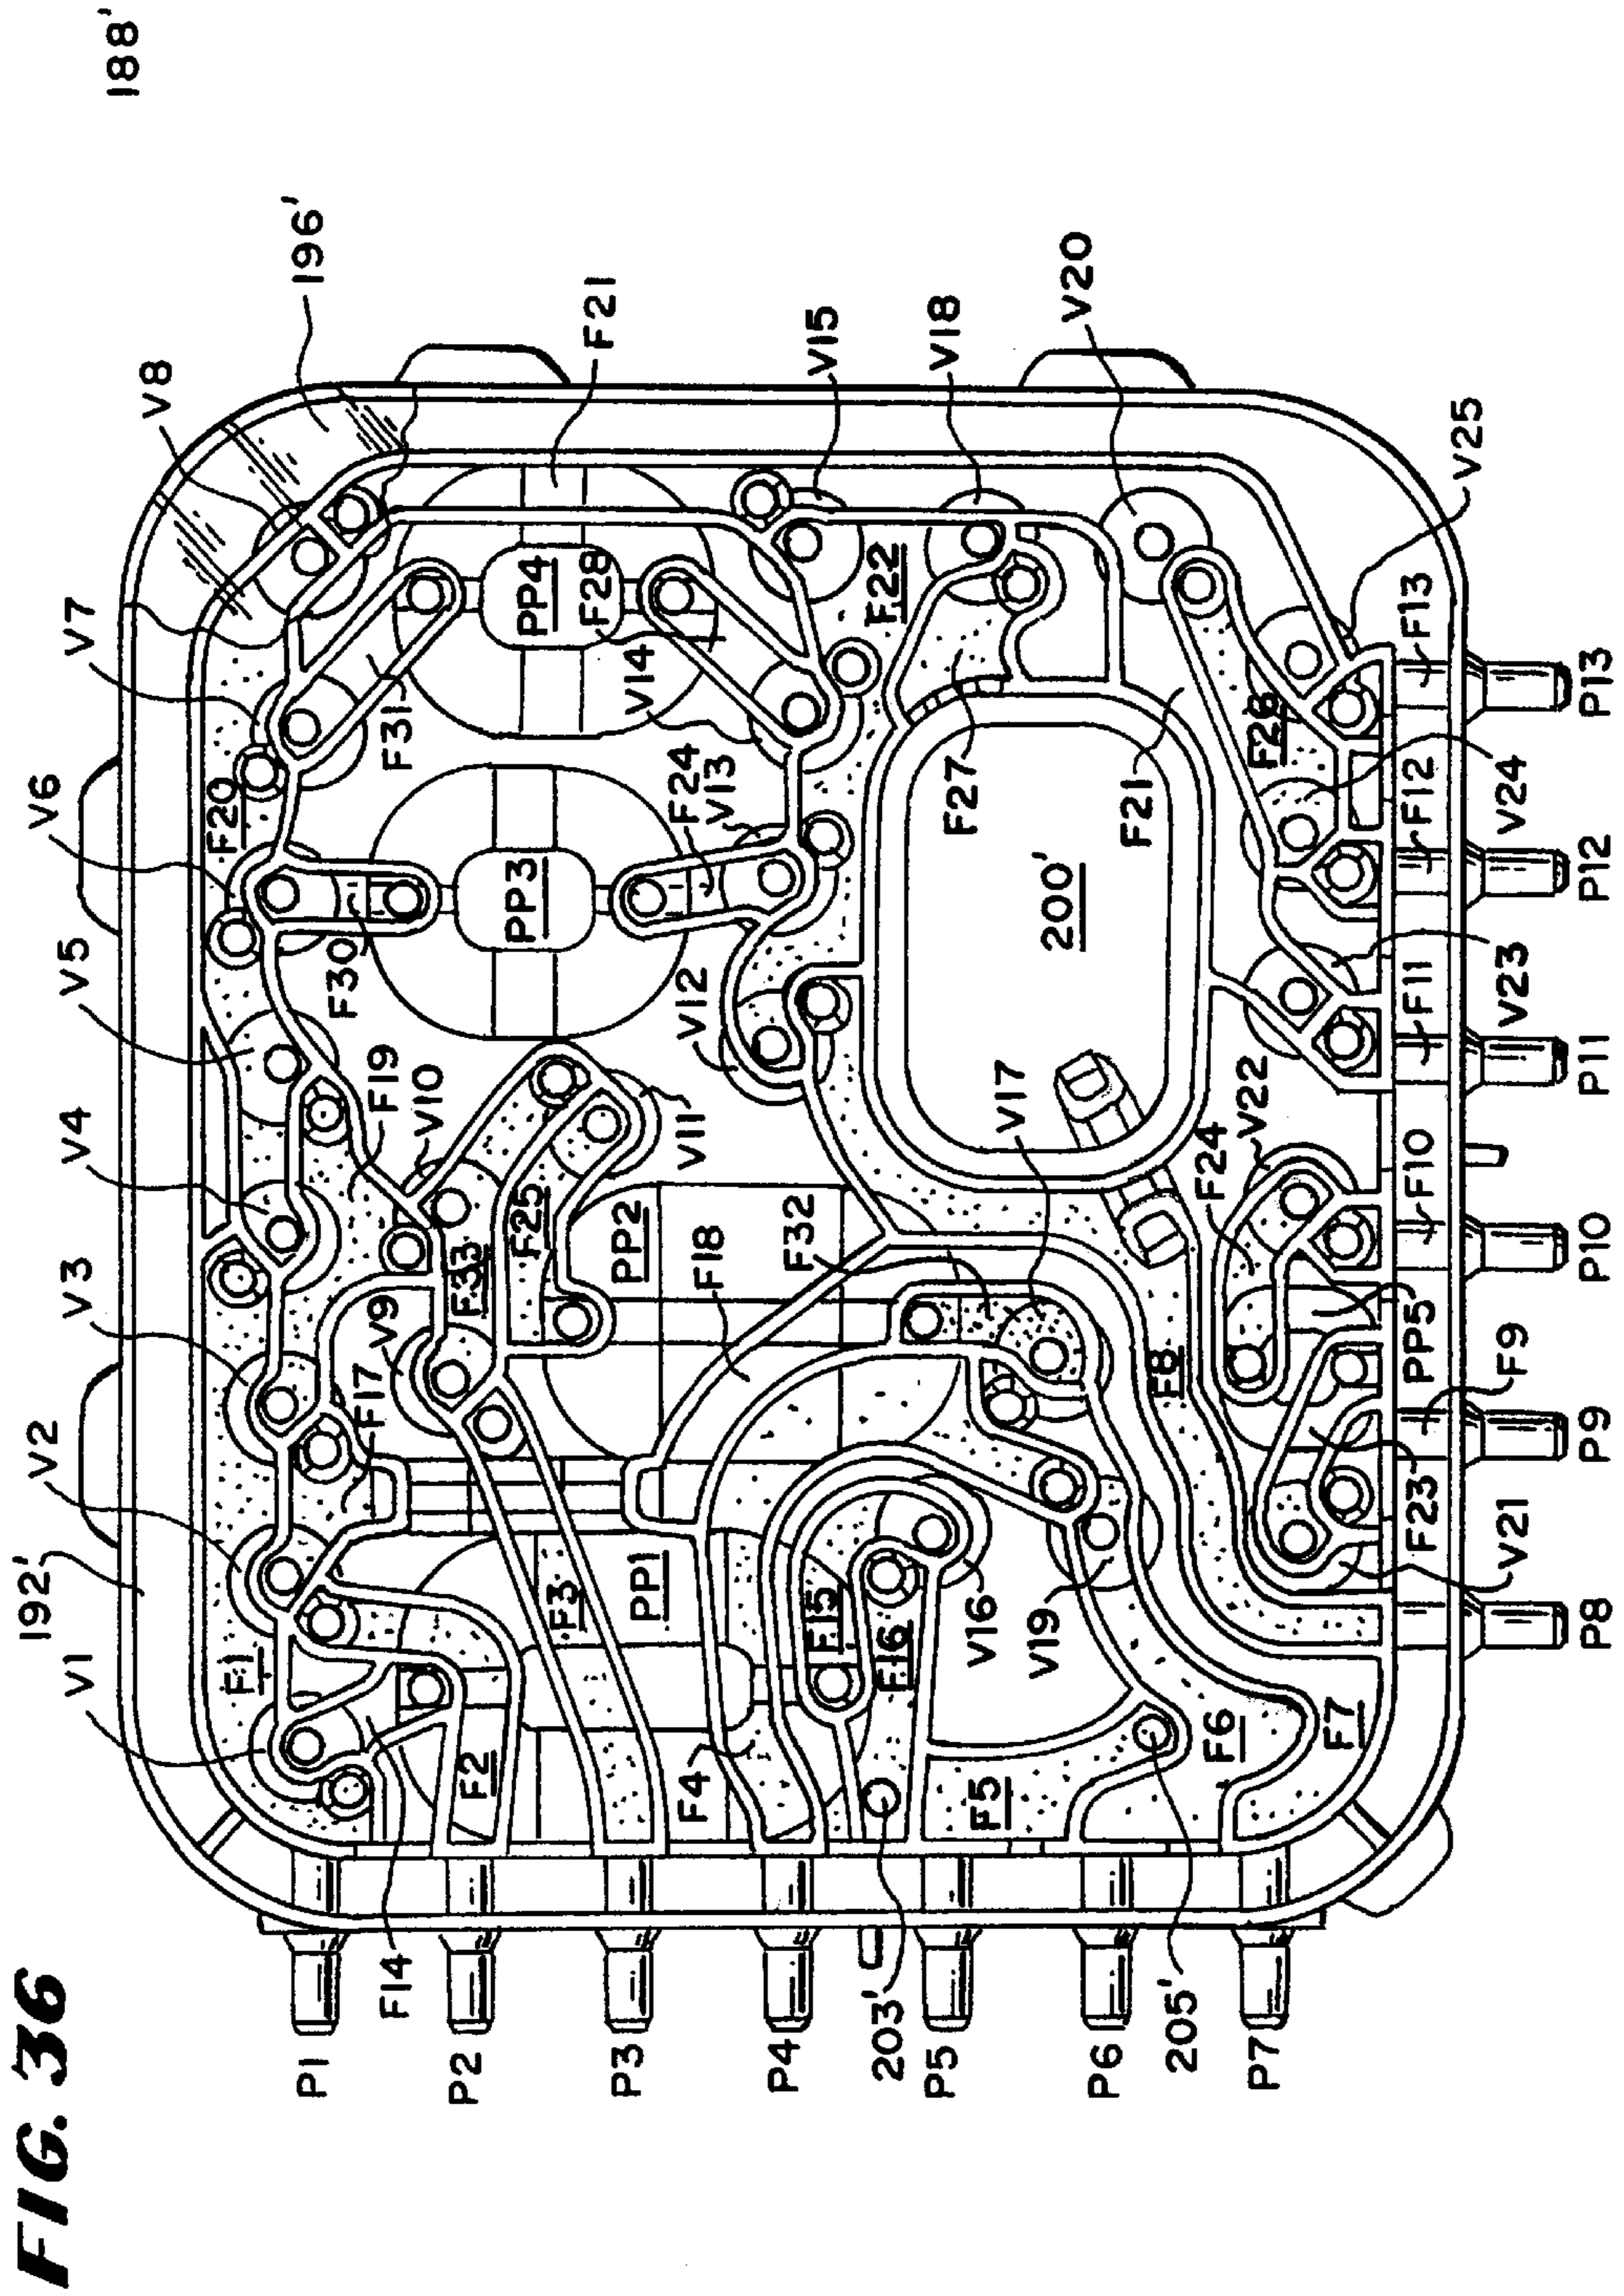 FIG. 36
188'
192'
196'
V1
V2
V3
V4
V5
V6
V7
V8
F21
V15
V18
V20
V25
F1
F20
F17
V9
F19
V10
F30
F31
PP4
F28
V14
F14
F2
F3
PP1
F33
F25
V11
PP2
F18
F32
V17
PP3
F24
V13
V12
F22
F27
F21
200'
F4
F15
F16
V16
V19
F5
F6
F7
F8
F24
V22
F26
P1
P2
P3
P4
203'
P5
P6
205'
P7
F23
V21
PP5
F9
F10
F11
V23
F12
V24
F13
P8
P9
P10
P11
P12
P13